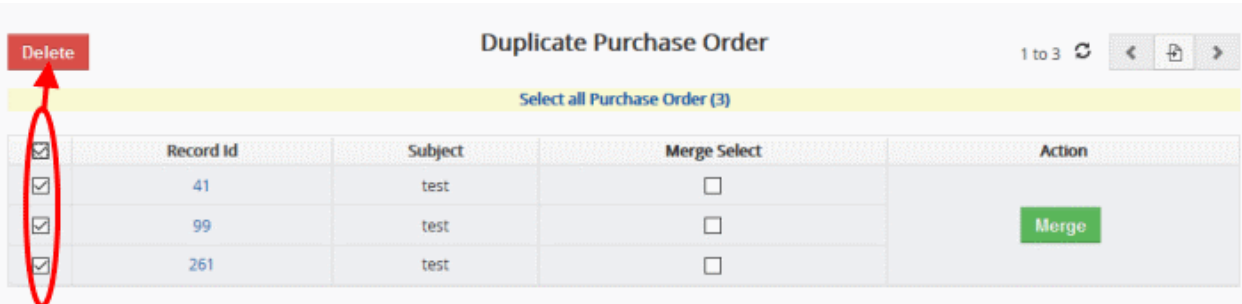 Delete
Duplicate Purchase Order
1 to 3
Select all Purchase Order (3)
Record Id Subject Merge Select Action
41 test
99 test Merge
261 test